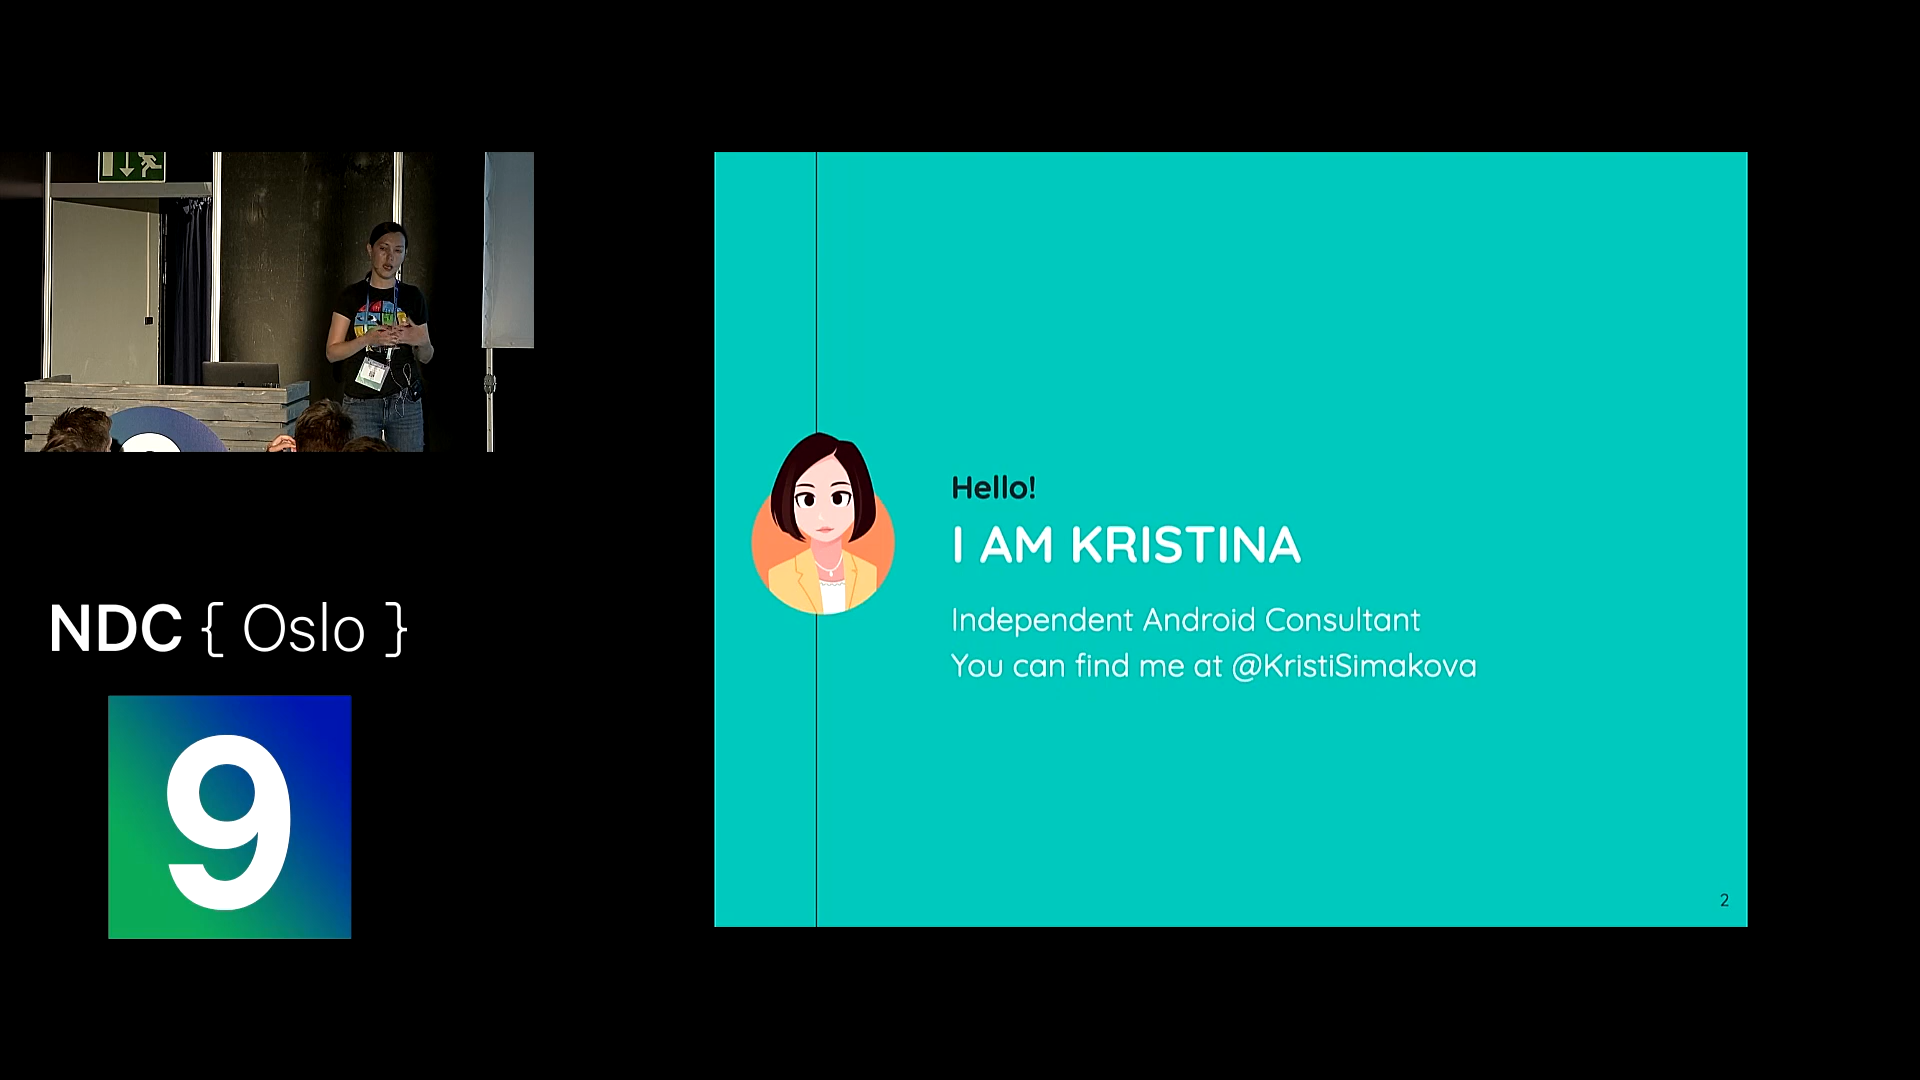 NDC { Oslo }
9
Hello!
I AM KRISTINA
Independent Android Consultant
You can find me at @KristiSimakova
2